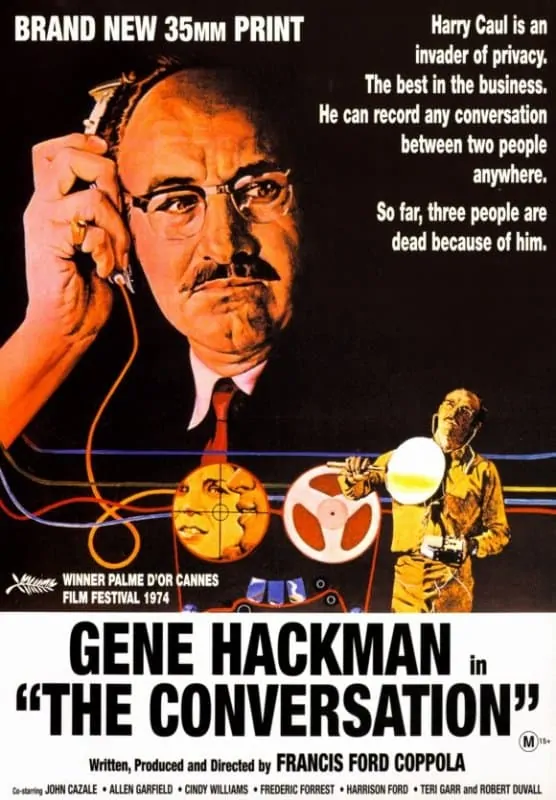 BRAND NEW 35MM PRINT
Harry Caul is an
invader of privacy.
The best in the business.
He can record any conversation
between two people
anywhere.
So far, three people are
dead because of him.
WINNER PALME D'OR CANNES
FILM FESTIVAL 1974
GENE HACKMAN in
"THE CONVERSATION"
M 15+
Written, Produced and Directed by FRANCIS FORD COPPOLA
Co-starring JOHN CAZALE • ALLEN GARFIELD • CINDY WILLIAMS • FREDERIC FORREST • HARRISON FORD • TERI GARR and ROBERT DUVALL